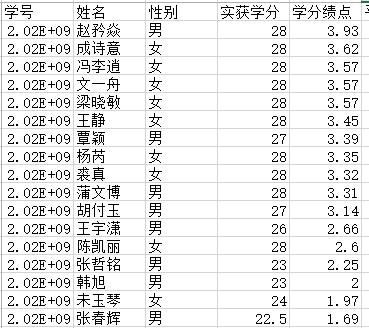 学号 姓名 性别 实获学分 学分绩点
2.02E+09 赵矜焱 男 28 3.93
2.02E+09 成诗意 女 28 3.62
2.02E+09 冯李逍 女 28 3.57
2.02E+09 文一舟 女 28 3.57
2.02E+09 梁晓敏 女 28 3.57
2.02E+09 王静 女 28 3.45
2.02E+09 覃颖 男 27 3.39
2.02E+09 杨芮 女 28 3.35
2.02E+09 裘真 女 28 3.32
2.02E+09 蒲文博 男 28 3.31
2.02E+09 胡付玉 男 27 3.14
2.02E+09 王宇潇 男 26 2.66
2.02E+09 陈凯丽 女 28 2.6
2.02E+09 张哲铭 男 23 2.25
2.02E+09 韩旭 男 23 2
2.02E+09 未玉琴 女 24 1.97
2.02E+09 张春辉 男 22.5 1.69